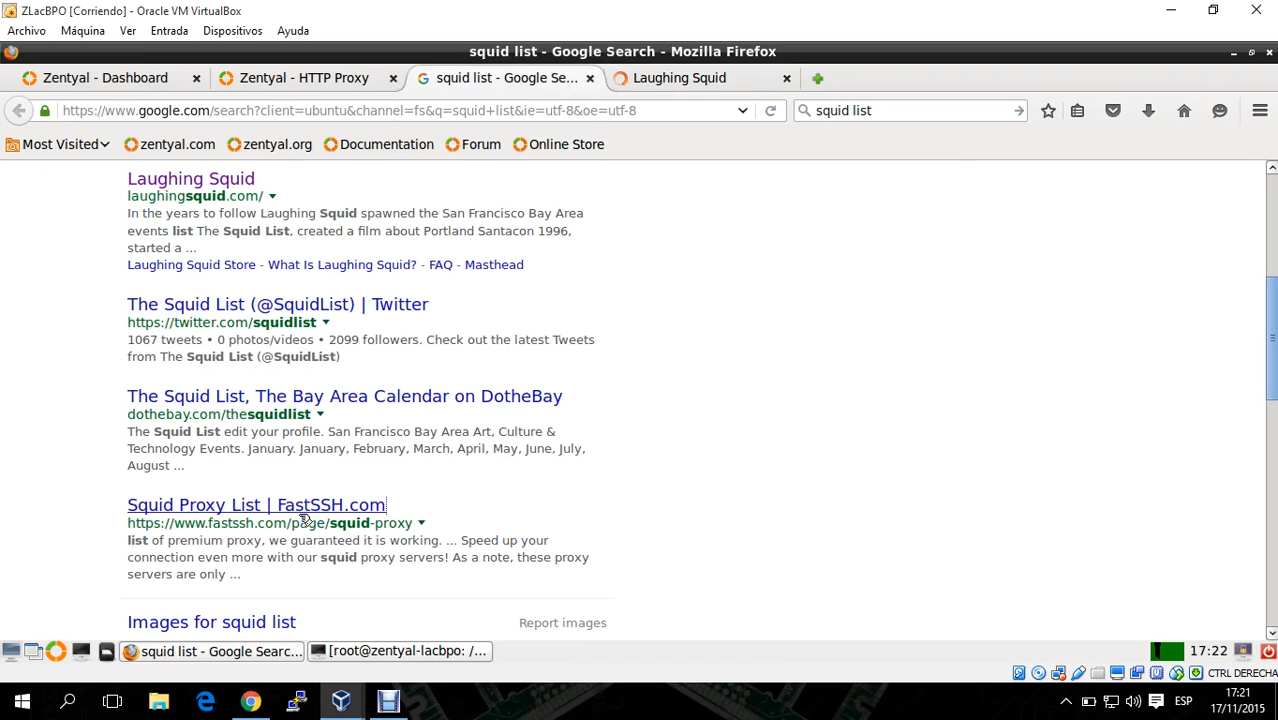 ZLacBPO [Corriendo] - Oracle VM VirtualBox
Archivo Máquina Ver Entrada Dispositivos Ayuda
squid list - Google Search - Mozilla Firefox
Zentyal - Dashboard × Zentyal - HTTP Proxy × squid list - Google Se... × Laughing Squid ×
https://www.google.com/search?client=ubuntu&channel=fs&q=squid+list&ie=utf-8&oe=utf-8 squid list
Most Visited zentyal.com zentyal.org Documentation Forum Online Store
Laughing Squid
laughingsquid.com/
In the years to follow Laughing Squid spawned the San Francisco Bay Area
events list The Squid List, created a film about Portland Santacon 1996,
started a ...
Laughing Squid Store - What Is Laughing Squid? - FAQ - Masthead
The Squid List (@SquidList) | Twitter
https://twitter.com/squidlist
1067 tweets • 0 photos/videos • 2099 followers. Check out the latest Tweets
from The Squid List (@SquidList)
The Squid List, The Bay Area Calendar on DotheBay
dothebay.com/thesquidlist
The Squid List edit your profile. San Francisco Bay Area Art, Culture &
Technology Events. January. January, February, March, April, May, June, July,
August ...
Squid Proxy List | FastSSH.com
https://www.fastssh.com/page/squid-proxy
list of premium proxy, we guaranteed it is working. ... Speed up your
connection even more with our squid proxy servers! As a note, these proxy
servers are only ...
Images for squid list Report images
squid list - Google Searc... [root@zentyal-lacbpo: /... 17:22
CTRL DERECHA
ESP 17:21
17/11/2015